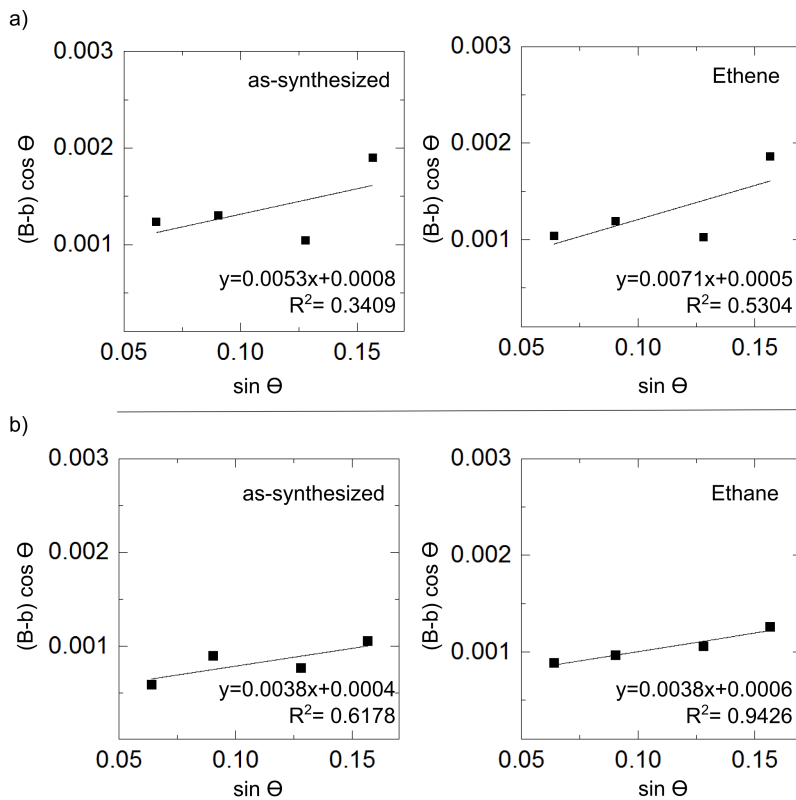 a)
0.003
0.002
0.001
0.05
0.10
0.15
(B-b) cos Θ
sin Θ
as-synthesized
y=0.0053x+0.0008
R²= 0.3409
0.003
0.002
0.001
0.05
0.10
0.15
(B-b) cos Θ
sin Θ
Ethene
y=0.0071x+0.0005
R²= 0.5304
b)
0.003
0.002
0.001
0.05
0.10
0.15
(B-b) cos Θ
sin Θ
as-synthesized
y=0.0038x+0.0004
R²= 0.6178
0.003
0.002
0.001
0.05
0.10
0.15
(B-b) cos Θ
sin Θ
Ethane
y=0.0038x+0.0006
R²= 0.9426